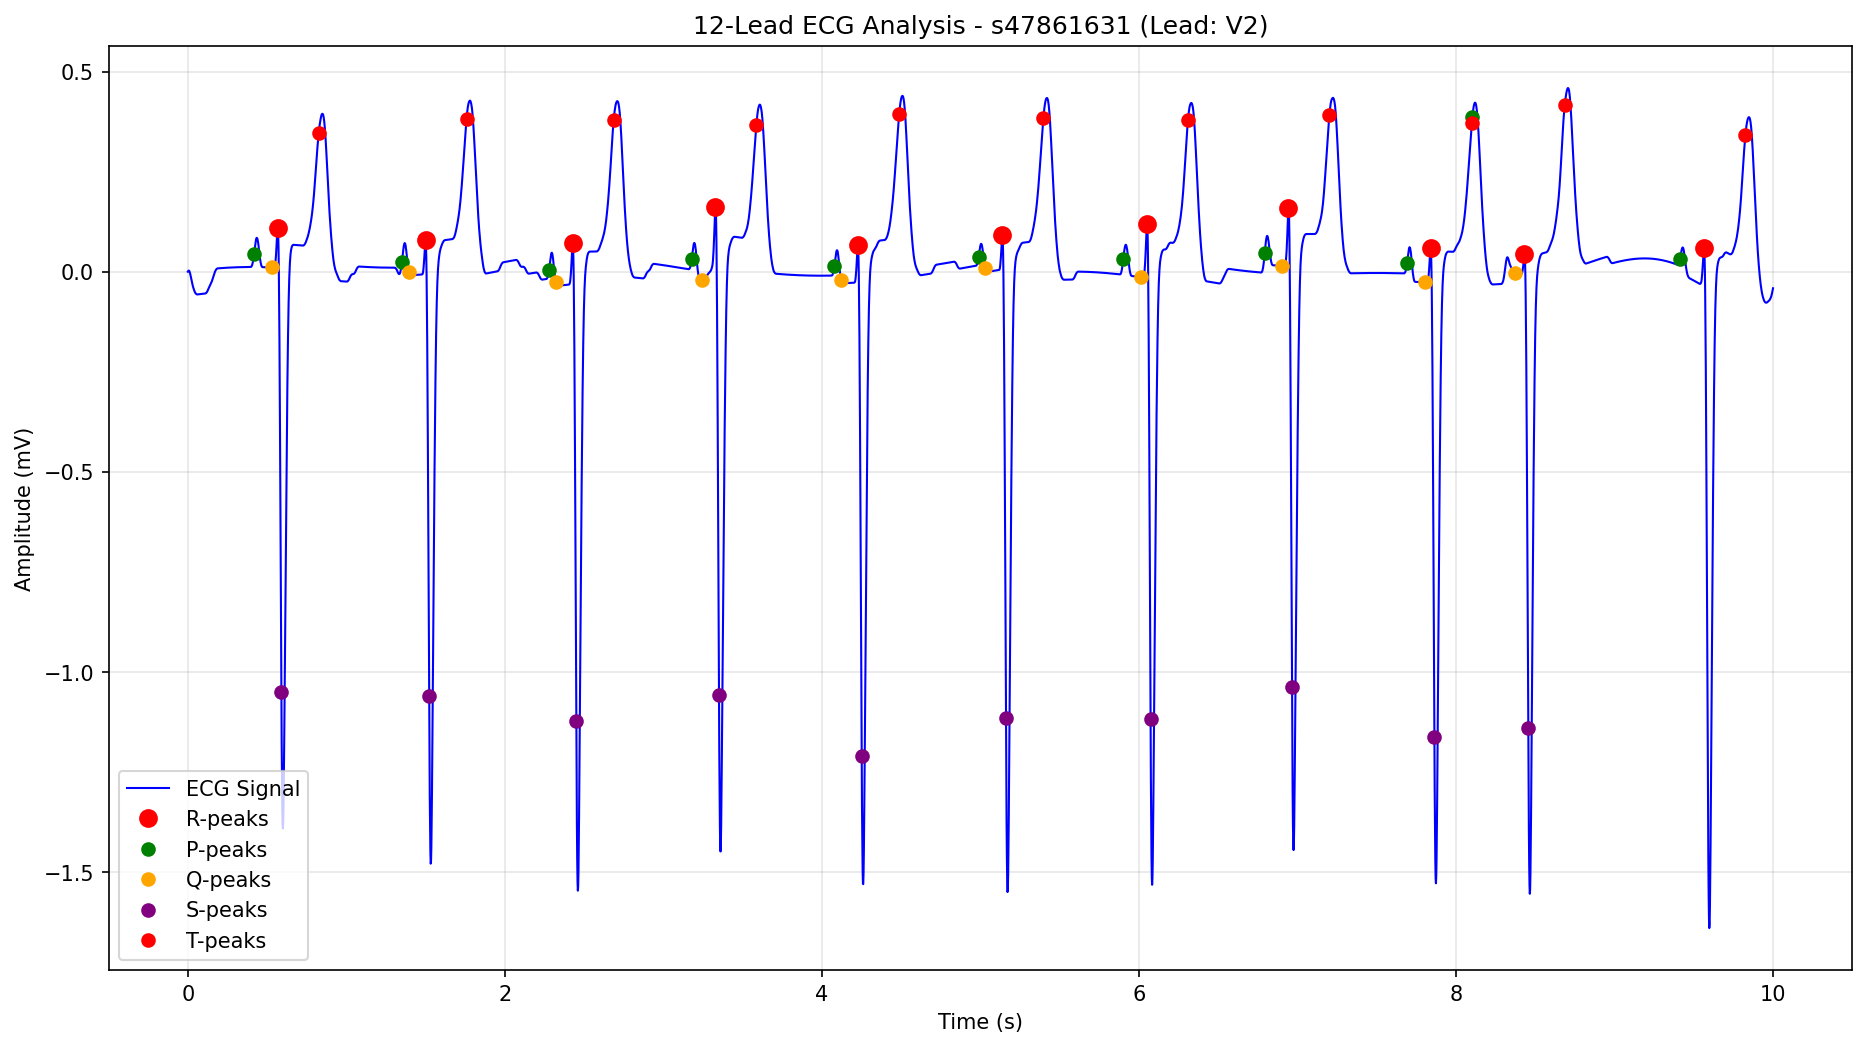 12-Lead ECG Analysis - s47861631 (Lead: V2)
0.5
0.0
−0.5
−1.0
−1.5
Amplitude (mV)
ECG Signal
R-peaks
P-peaks
Q-peaks
S-peaks
T-peaks
0 2 4 6 8 10
Time (s)